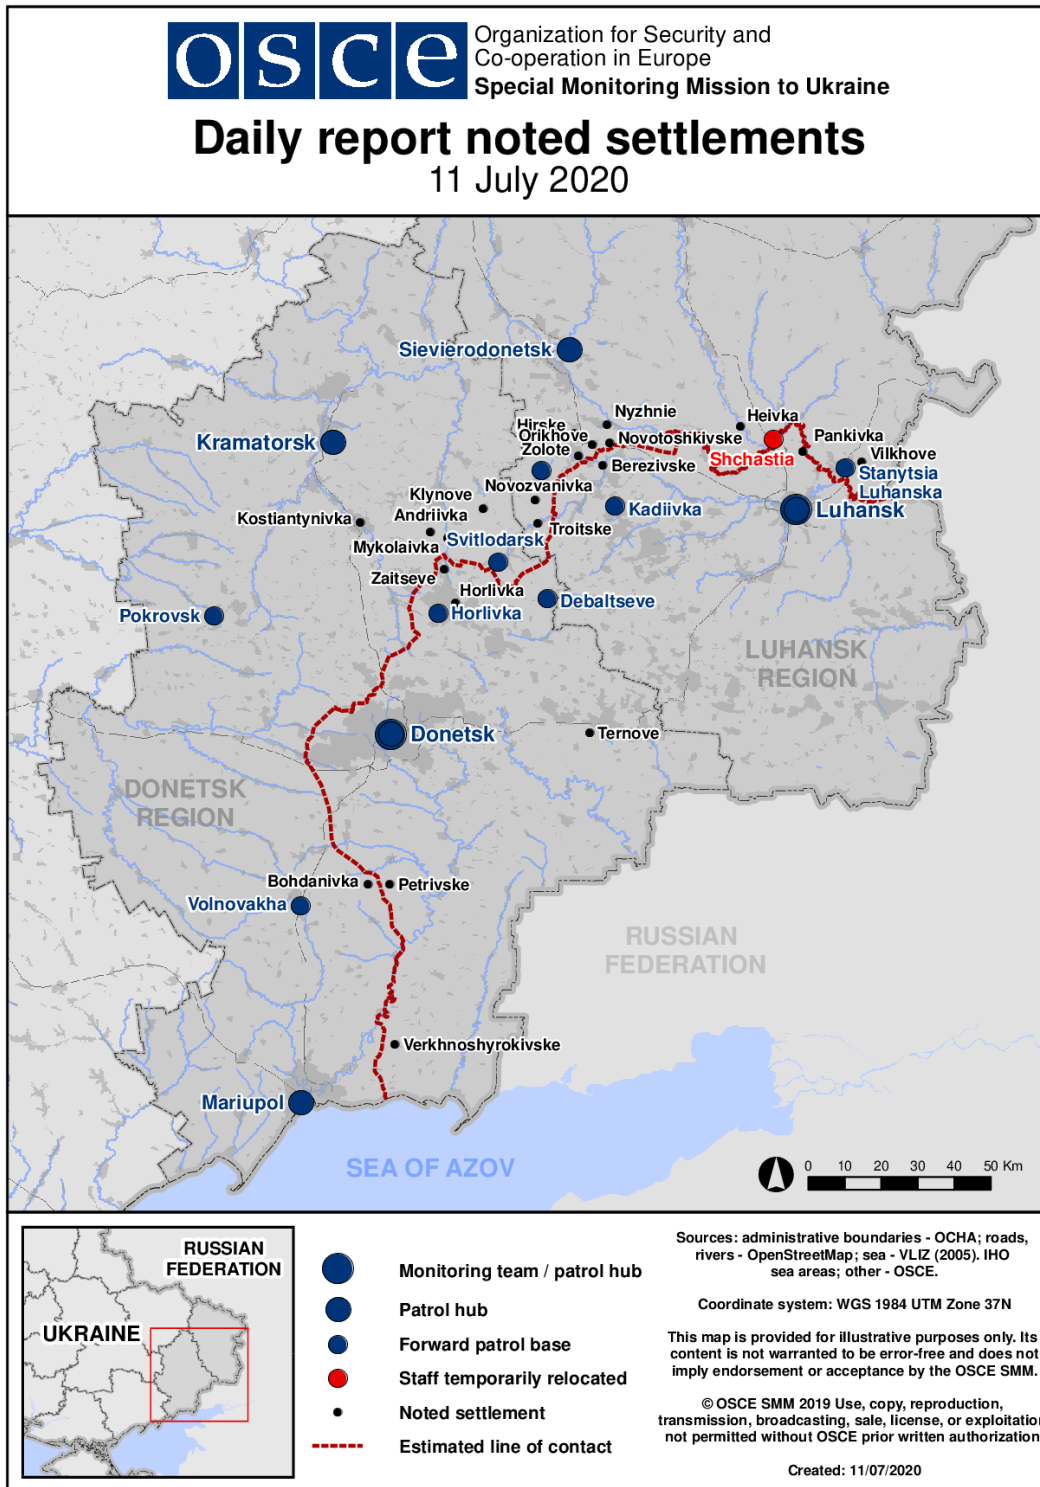 osce
Organization for Security and
Co-operation in Europe
Special Monitoring Mission to Ukraine
Daily report noted settlements
11 July 2020
Sievierodonetsk
Nyzhnie
Heivka
Hirske
Orikhove
Novotoshkivske
Pankivka
Kramatorsk
Zolote
Shchastia
Vilkhove
Berezivske
Stanytsia
Luhanska
Novozvanivka
Klynove
Kadiivka
Luhansk
Andriivka
Kostiantynivka
Troitske
Svitlodarsk
Mykolaivka
Zaitseve
Horlivka
Debaltseve
Horlivka
Pokrovsk
LUHANSK
REGION
Donetsk
Ternove
DONETSK
REGION
Bohdanivka
Petrivske
Volnovakha
RUSSIAN
FEDERATION
Verkhnoshyrokivske
Mariupol
SEA OF AZOV
0 10 20 30 40 50 Km
RUSSIAN
FEDERATION
UKRAINE
Monitoring team / patrol hub
Patrol hub
Forward patrol base
Staff temporarily relocated
Noted settlement
Estimated line of contact
Sources: administrative boundaries - OCHA; roads,
rivers - OpenStreetMap; sea - VLIZ (2005). IHO
sea areas; other - OSCE.
Coordinate system: WGS 1984 UTM Zone 37N
This map is provided for illustrative purposes only. Its
content is not warranted to be error-free and does not
imply endorsement or acceptance by the OSCE SMM.
© OSCE SMM 2019 Use, copy, reproduction,
transmission, broadcasting, sale, license, or exploitation
not permitted without OSCE prior written authorization
Created: 11/07/2020